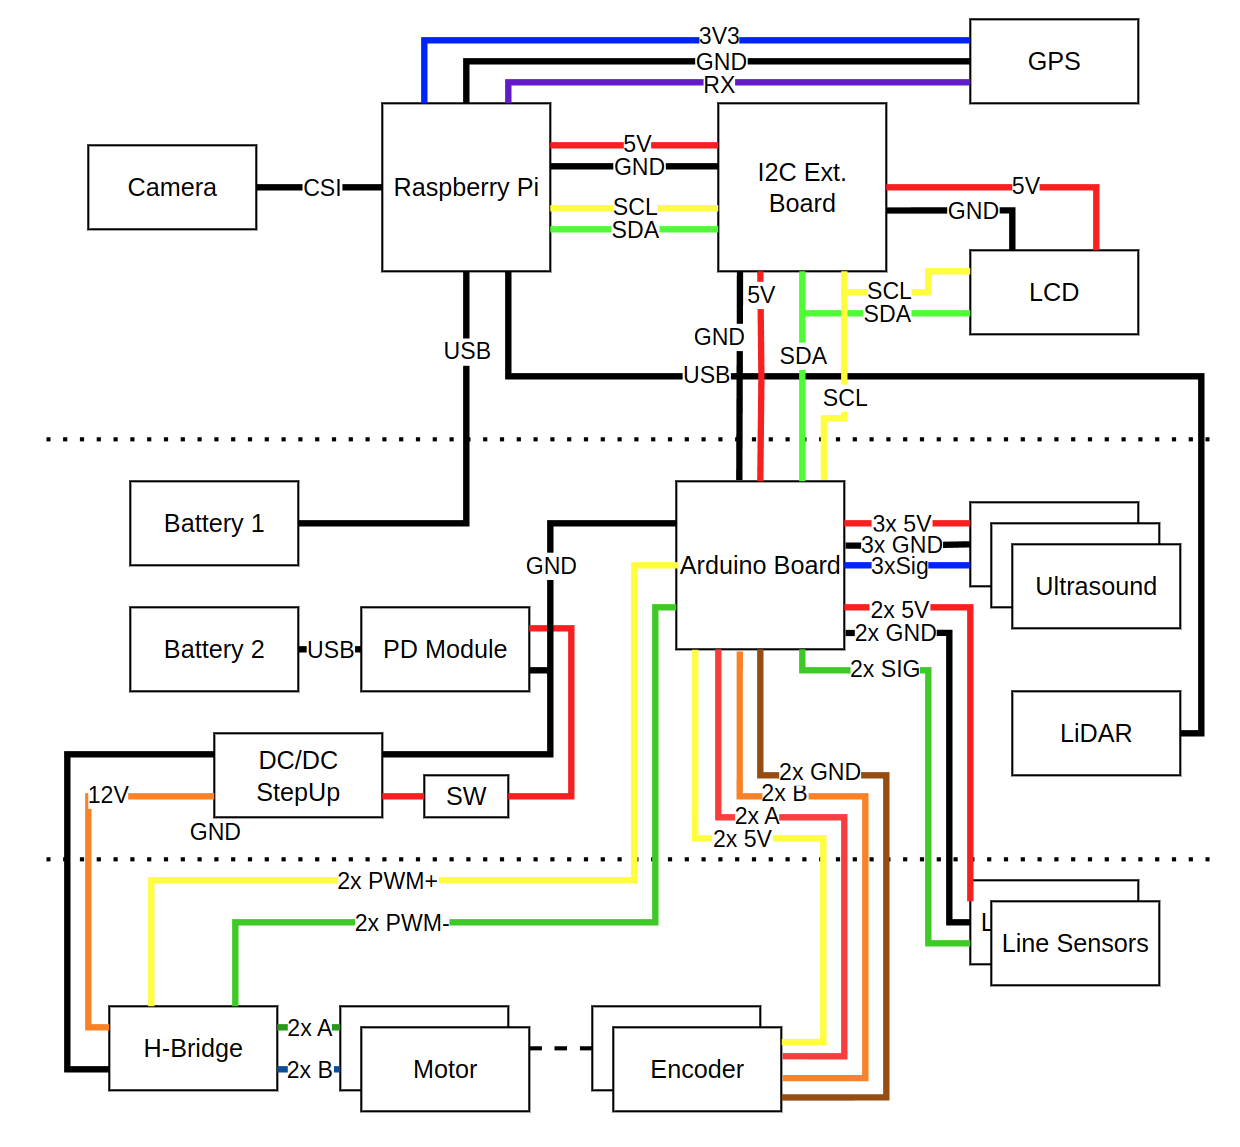 3V3
GND
RX
GPS
Camera
CSI
Raspberry Pi
5V
GND
SCL
SDA
I2C Ext.
Board
5V
GND
LCD
SCL
SDA
5V
GND
SDA
SCL
USB
USB
Battery 1
GND
Arduino Board
3x 5V
3x GND
3xSig
Ultrasound
2x 5V
2x GND
2x SIG
Battery 2
USB
PD Module
LiDAR
DC/DC
StepUp
SW
12V
GND
2x GND
2x B
2x A
2x 5V
2x PWM+
2x PWM-
L
Line Sensors
H-Bridge
2x A
2x B
Motor
Encoder